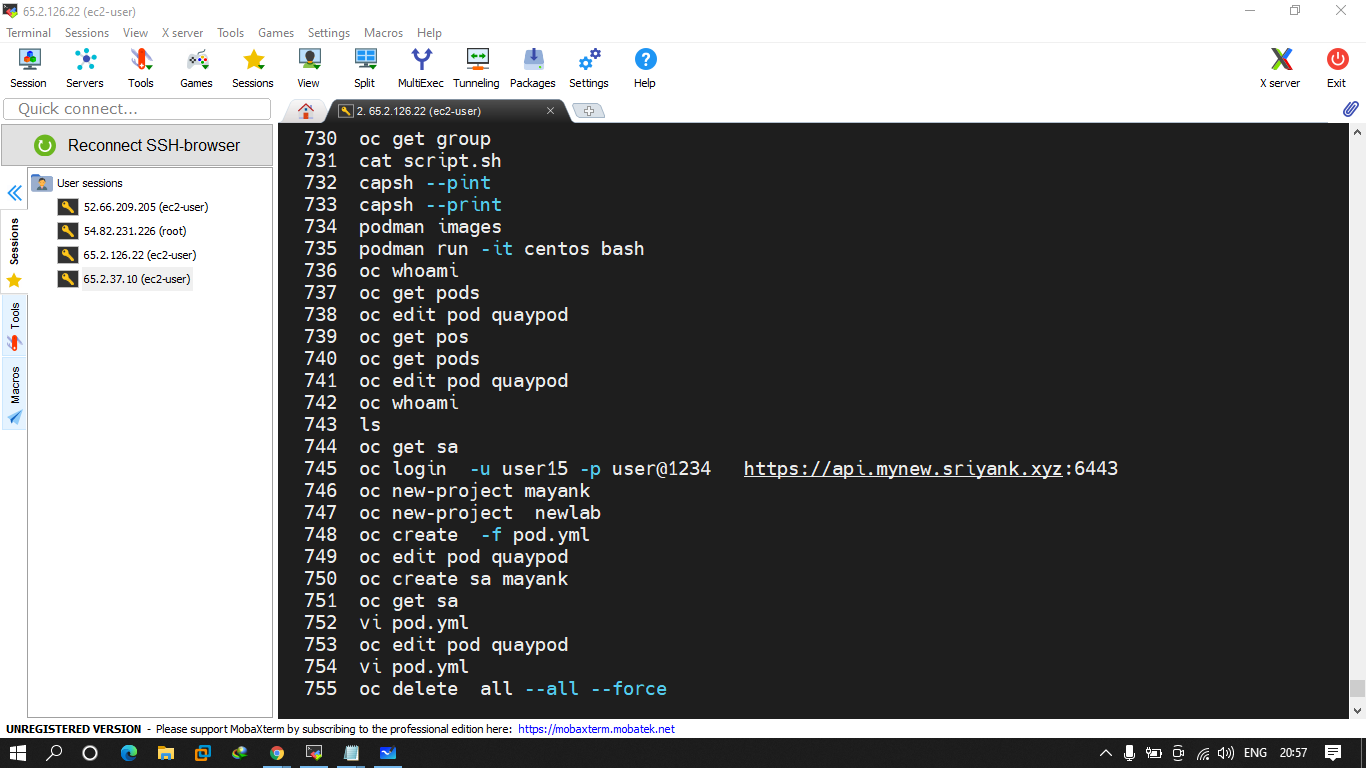 65.2.126.22 (ec2-user)
Terminal Sessions View X server Tools Games Settings Macros Help
Session Servers Tools Games Sessions View Split MultiExec Tunneling Packages Settings Help X server Exit
Quick connect...
2. 65.2.126.22 (ec2-user)
Reconnect SSH-browser
User sessions
52.66.209.205 (ec2-user)
54.82.231.226 (root)
65.2.126.22 (ec2-user)
65.2.37.10 (ec2-user)
Sessions
Tools
Macros
730 oc get group
731 cat script.sh
732 capsh --pint
733 capsh --print
734 podman images
735 podman run -it centos bash
736 oc whoami
737 oc get pods
738 oc edit pod quaypod
739 oc get pos
740 oc get pods
741 oc edit pod quaypod
742 oc whoami
743 ls
744 oc get sa
745 oc login  -u user15 -p user@1234   https://api.mynew.sriyank.xyz:6443
746 oc new-project mayank
747 oc new-project  newlab
748 oc create  -f pod.yml
749 oc edit pod quaypod
750 oc create sa mayank
751 oc get sa
752 vi pod.yml
753 oc edit pod quaypod
754 vi pod.yml
755 oc delete  all --all --force
UNREGISTERED VERSION - Please support MobaXterm by subscribing to the professional edition here: https://mobaxterm.mobatek.net
ENG 20:57